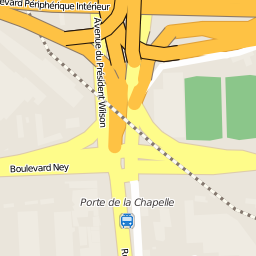 levard Périphérique Intérieur
Avenue du Président Wilson
Boulevard Ney
Porte de la Chapelle